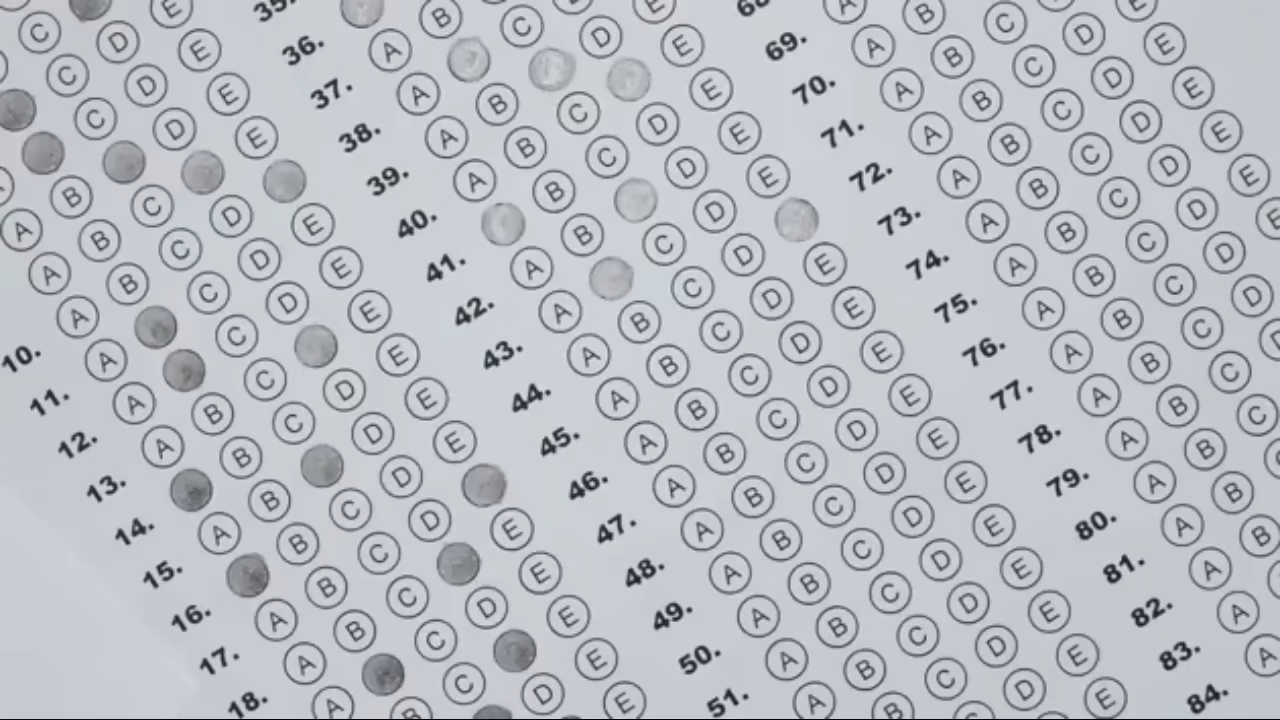 C
C D E
B C D E
A B D E
A B C E
10. A B C D
11. A C D E
12. A C D E
13. A B C E
14. B C D E
15. A B D E
16. B C D E
17. A B C D
18. A B C E
A C D E
B C E
D E
E
35.
36.
37. A B
38. A C
39. A B D E
40. A B C E
41. B C D E
42. A B D E
43. A C D E
44. A B C D
45. A B C D E
46. A B C D E
47. A B C D E
48. A B C D E
49. A B C D E
50. A B C D E
51. A B C D E
A B C D E
B C D E
D E
E
68
69. A
70. A B
71. A B C
72. A B C D E
73. A B C D E
74. A B C D E
75. A B C D E
76. A B C D E
77. A B C D E
78. A B C D
79. A B C
80. A B C
81. A B
82. A B
83. A
84. A